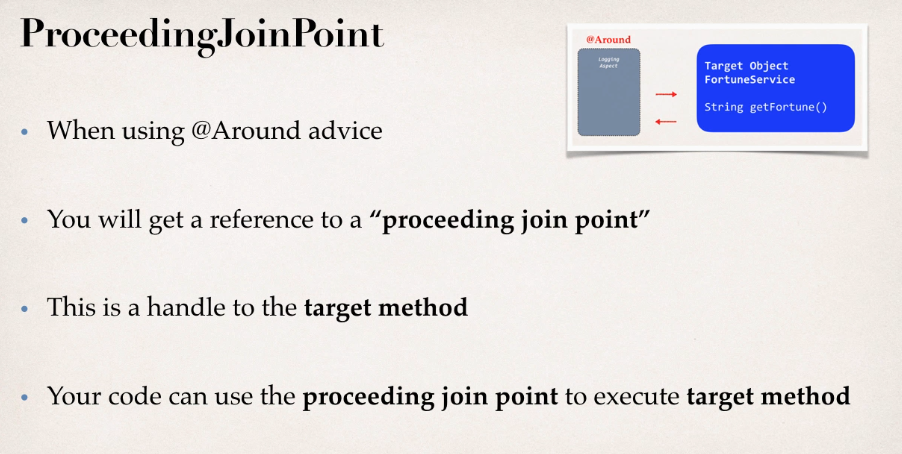 ProceedingJoinPoint
@Around
Logging
Aspect
Target Object
FortuneService
String getFortune()
• When using @Around advice
• You will get a reference to a “proceeding join point”
• This is a handle to the target method
• Your code can use the proceeding join point to execute target method